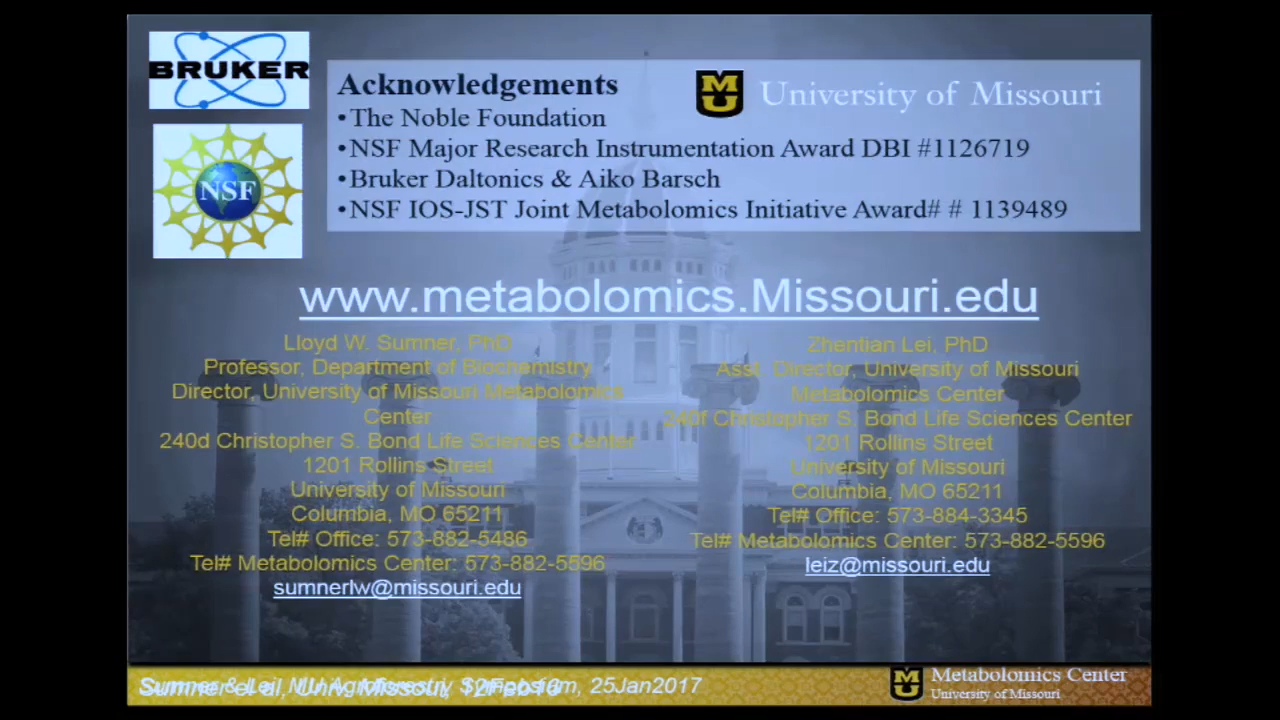 BRUKER
NSF
Acknowledgements
University of Missouri
•The Noble Foundation
•NSF Major Research Instrumentation Award DBI #1126719
•Bruker Daltonics & Aiko Barsch
•NSF IOS-JST Joint Metabolomics Initiative Award# # 1139489
www.metabolomics.Missouri.edu
Lloyd W. Sumner, PhD
Professor, Department of Biochemistry
Director, University of Missouri Metabolomics
Center
240d Christopher S. Bond Life Sciences Center
1201 Rollins Street
University of Missouri
Columbia, MO 65211
Tel# Office: 573-882-5486
Tel# Metabolomics Center: 573-882-5596
sumnerlw@missouri.edu
Zhentian Lei, PhD
Asst. Director, University of Missouri
Metabolomics Center
240f Christopher S. Bond Life Sciences Center
1201 Rollins Street
University of Missouri
Columbia, MO 65211
Tel# Office: 573-884-3345
Tel# Metabolomics Center: 573-882-5596
leiz@missouri.edu
Sumner & Lei, MU Agroforestry Symposium, 25Jan2017
Metabolomics Center
University of Missouri